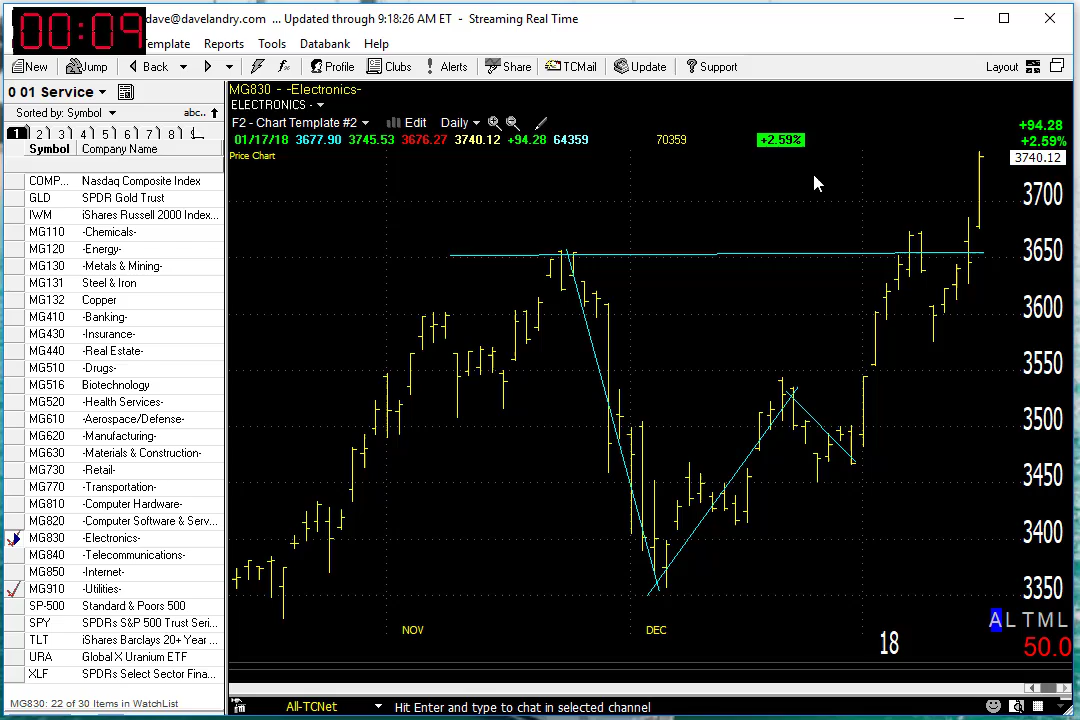 00:09
dave@davelandry.com ... Updated through 9:18:26 AM ET - Streaming Real Time
emplate Reports Tools Databank Help
New Jump Back Profile Clubs Alerts Share TCMail Update Support Layout
0 01 Service
Sorted by: Symbol abc..
1 2 3 4 5 6 7 8
Symbol Company Name
COMP... Nasdaq Composite Index
GLD SPDR Gold Trust
IWM iShares Russell 2000 Index...
MG110 -Chemicals-
MG120 -Energy-
MG130 -Metals & Mining-
MG131 Steel & Iron
MG132 Copper
MG410 -Banking-
MG430 -Insurance-
MG440 -Real Estate-
MG510 -Drugs-
MG516 Biotechnology
MG520 -Health Services-
MG610 -Aerospace/Defense-
MG620 -Manufacturing-
MG630 -Materials & Construction-
MG730 -Retail-
MG770 -Transportation-
MG810 -Computer Hardware-
MG820 -Computer Software & Serv...
MG830 -Electronics-
MG840 -Telecommunications-
MG850 -Internet-
MG910 -Utilities-
SP-500 Standard & Poors 500
SPY SPDRs S&P 500 Trust Seri...
TLT iShares Barclays 20+ Year ...
URA Global X Uranium ETF
XLF SPDRs Select Sector Fina...
MG830: 22 of 30 Items in WatchList
MG830 - -Electronics-
ELECTRONICS -
F2 - Chart Template #2 Edit Daily
01/17/18 3677.90 3745.53 3676.27 3740.12 +94.28 64359 70359 +2.59%
Price Chart
+94.28
+2.59%
3740.12
3700
3650
3600
3550
3500
3450
3400
3350
NOV DEC 18
A L T M L
50.0
All-TCNet Hit Enter and type to chat in selected channel